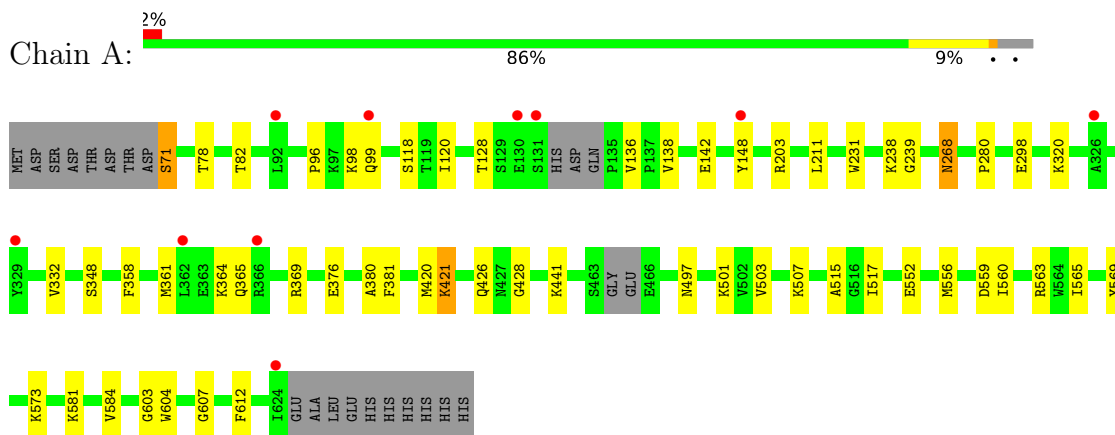 2%
Chain A:
86% 9% • •
MET ASP SER ASP THR ASP THR ASP S71 T78 T82 L92 P96 K97 K98 Q99 S118 T119 I120 T128 S129 E130 S131 HIS ASP GLN P135 V136 P137 V138 E142 Y148 R203 L211 W231 K238 G239 N268 P280 E298 K320 A326
Y329 V332 S348 F358 M361 L362 E363 K364 Q365 R366 R369 E376 A380 F381 M420 K421 Q426 N427 G428 K441 S463 GLY GLU E466 N497 K501 V502 V503 K507 A515 G516 I517 E552 M556 D559 I560 R563 W564 I565 Y569
K573 K581 V584 G603 W604 G607 F612 I624 GLU ALA LEU GLU HIS HIS HIS HIS HIS HIS